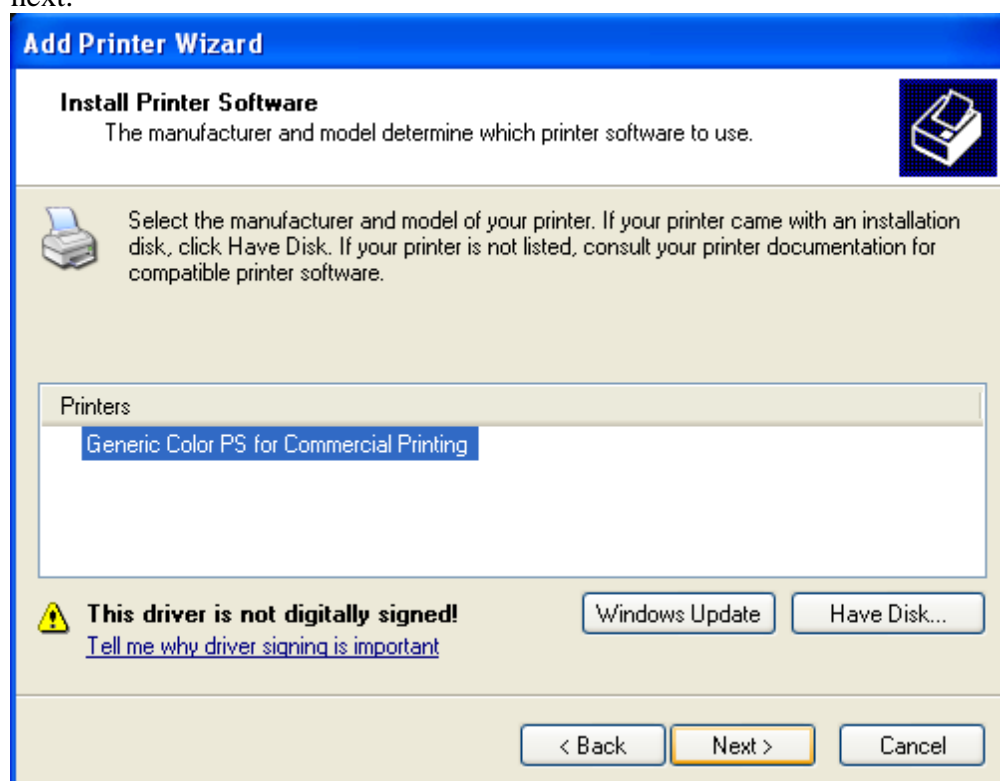 next.
Add Printer Wizard
Install Printer Software
The manufacturer and model determine which printer software to use.
Select the manufacturer and model of your printer. If your printer came with an installation
disk, click Have Disk. If your printer is not listed, consult your printer documentation for
compatible printer software.
Printers
Generic Color PS for Commercial Printing
This driver is not digitally signed!
Tell me why driver signing is important
Windows Update
Have Disk...
< Back
Next >
Cancel